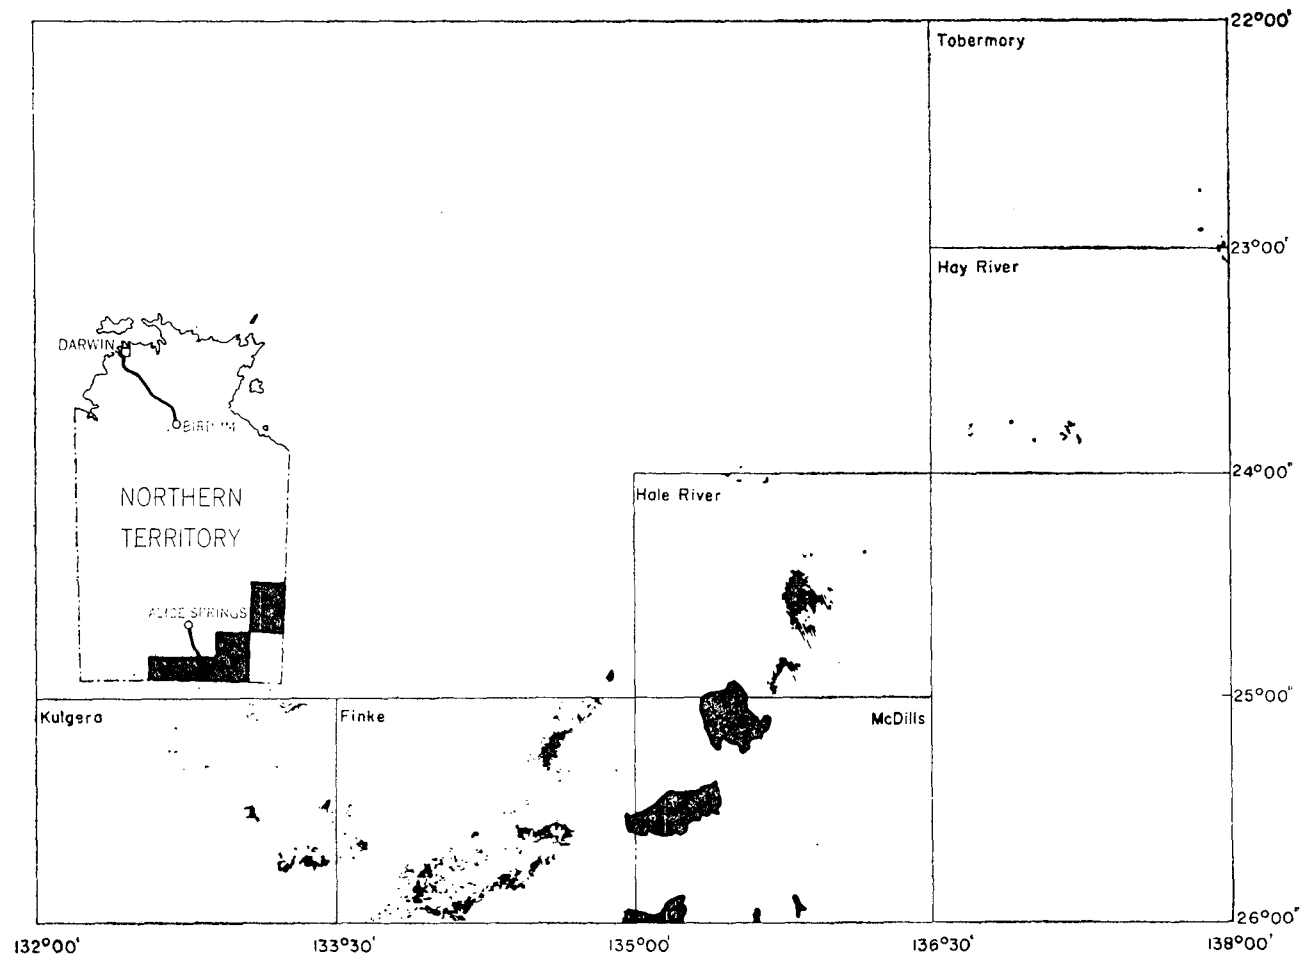 22°00'
Tobermory
23°00'
Hay River
DARWIN
NORTHERN
TERRITORY
24°00"
Hale River
ALICE SPRINGS
25°00"
Kulgera
Finke
McDills
26°00"
132°00'
133°30'
135°00'
136°30'
138°00'